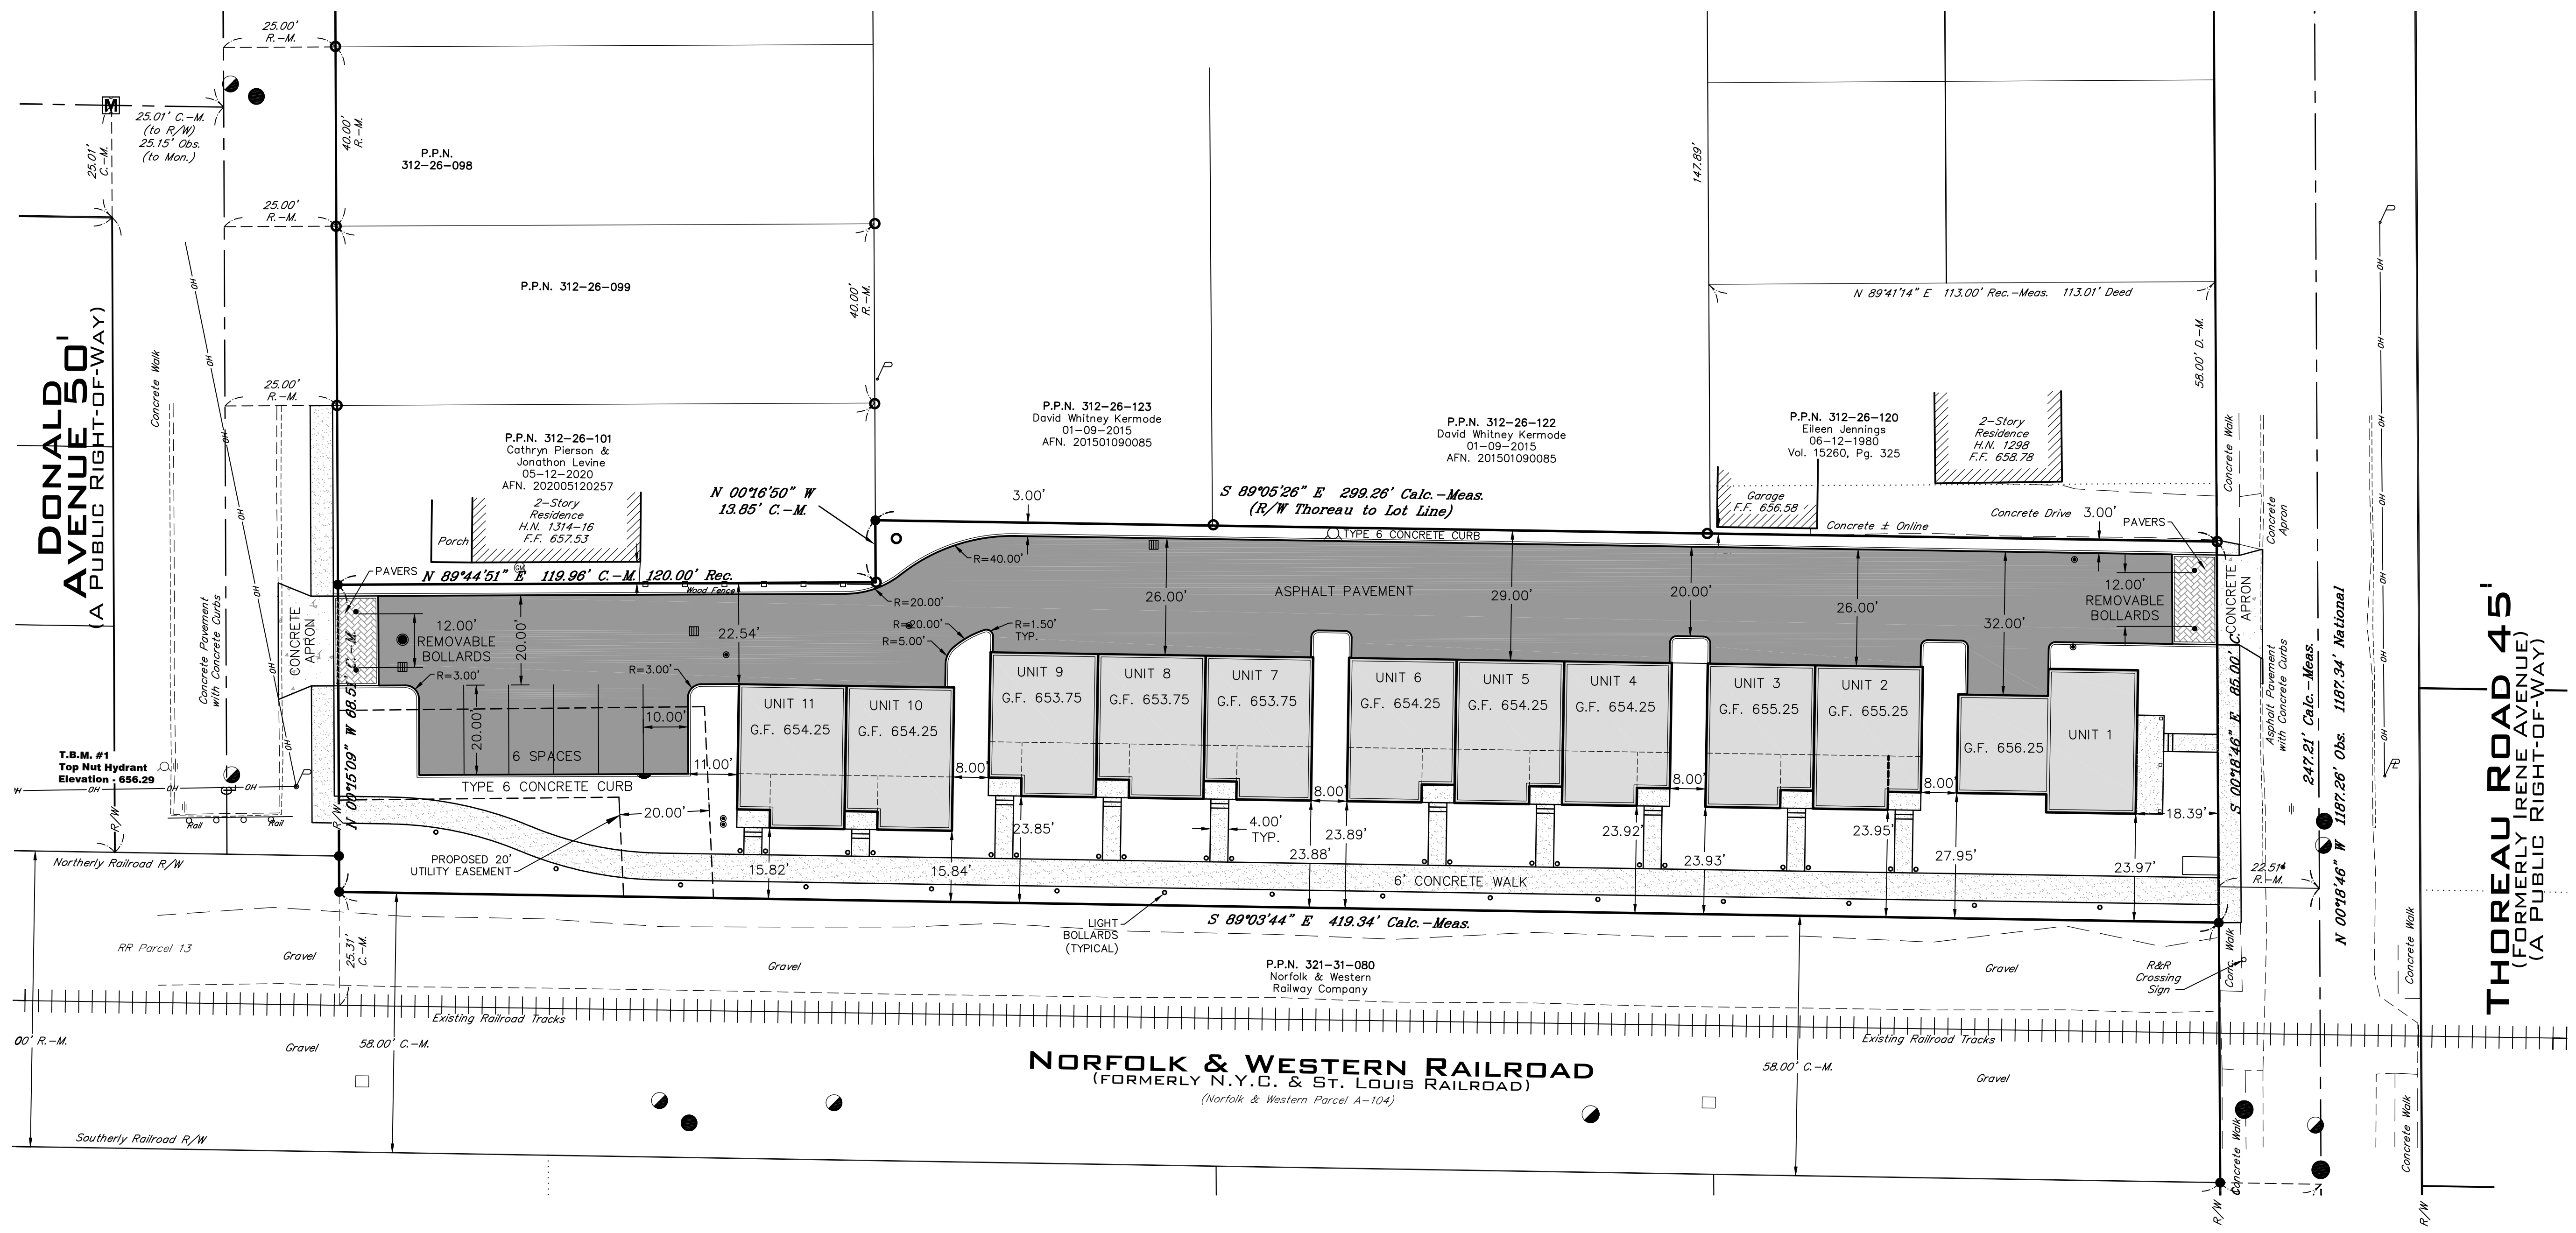 25.00'
R.-M.
M
25.01' C.-M.
(to R/W)
25.15' Obs.
(to Mon.)
25.01'
C.-M.
40.00'
R.-M.
P.P.N.
312-26-098
25.00'
R.-M.
P.P.N. 312-26-099
40.00'
R.-M.
147.89'
N 89°41'14" E 113.00' Rec.-Meas. 113.01' Deed
58.00' D.-M.
DONALD
AVENUE 50'
(A PUBLIC RIGHT-OF-WAY)
Concrete Walk
OH
OH
OH
OH
OH
OH
25.00'
R.-M.
P.P.N. 312-26-101
Cathryn Pierson &
Jonathon Levine
05-12-2020
AFN. 202005120257
2-Story
Residence
H.N. 1314-16
F.F. 657.53
Porch
N 00°16'50" W
13.85' C.-M.
P.P.N. 312-26-123
David Whitney Kermode
01-09-2015
AFN. 201501090085
P.P.N. 312-26-122
David Whitney Kermode
01-09-2015
AFN. 201501090085
P.P.N. 312-26-120
Eileen Jennings
06-12-1980
Vol. 15260, Pg. 325
2-Story
Residence
H.N. 1298
F.F. 658.78
Garage
F.F. 656.58
Concrete ± Online
Concrete Drive
3.00'
PAVERS
Concrete Walk
Concrete
Apron
3.00'
S 89°05'26" E 299.26' Calc.-Meas.
(R/W Thoreau to Lot Line)
TYPE 6 CONCRETE CURB
PAVERS
N 89°44'51" E 119.96' C.-M. 120.00' Rec.
Wood Fence
R=40.00'
R=20.00'
R=20.00'
R=5.00'
R=1.50'
TYP.
26.00'
ASPHALT PAVEMENT
29.00'
20.00'
26.00'
32.00'
12.00'
REMOVABLE
BOLLARDS
CONCRETE
APRON
Concrete Pavement
with Concrete Curbs
CONCRETE
APRON
12.00'
REMOVABLE
BOLLARDS
20.00'
22.54'
R=3.00'
R=3.00'
20.00'
10.00'
6 SPACES
TYPE 6 CONCRETE CURB
11.00'
UNIT 11
G.F. 654.25
UNIT 10
G.F. 654.25
8.00'
UNIT 9
G.F. 653.75
UNIT 8
G.F. 653.75
UNIT 7
G.F. 653.75
8.00'
UNIT 6
G.F. 654.25
UNIT 5
G.F. 654.25
UNIT 4
G.F. 654.25
8.00'
UNIT 3
G.F. 655.25
UNIT 2
G.F. 655.25
8.00'
G.F. 656.25
UNIT 1
18.39'
N 00°15'09" W 68.51' C.-M.
S 00°18'46" E 85.00' C.
Asphalt Pavement
with Concrete Curbs
247.21' Calc.-Meas.
N 00°18'46" W 1187.26' Obs. 1187.34' National
OH
OH
OH
THOREAU ROAD 45'
(FORMERLY IRENE AVENUE)
(A PUBLIC RIGHT-OF-WAY)
T.B.M. #1
Top Nut Hydrant
Elevation - 656.29
OH
OH
OH
Rail
Rail
R/W
R/W
Northerly Railroad R/W
20.00'
PROPOSED 20'
UTILITY EASEMENT
15.82'
15.84'
23.85'
4.00'
TYP.
23.88'
23.89'
23.92'
23.93'
23.95'
27.95'
23.97'
22.51'
R.-M.
6' CONCRETE WALK
LIGHT
BOLLARDS
(TYPICAL)
S 89°03'44" E 419.34' Calc.-Meas.
RR Parcel 13
Gravel
25.31'
C.-M.
Gravel
P.P.N. 321-31-080
Norfolk & Western
Railway Company
Gravel
R&R
Crossing
Sign
Conc. Walk
Concrete Walk
Existing Railroad Tracks
Existing Railroad Tracks
00' R.-M.
Gravel
58.00' C.-M.
NORFOLK & WESTERN RAILROAD
(FORMERLY N.Y.C. & ST. LOUIS RAILROAD)
(Norfolk & Western Parcel A-104)
58.00' C.-M.
Gravel
Southerly Railroad R/W
Concrete Walk
Concrete Walk
R/W
R/W